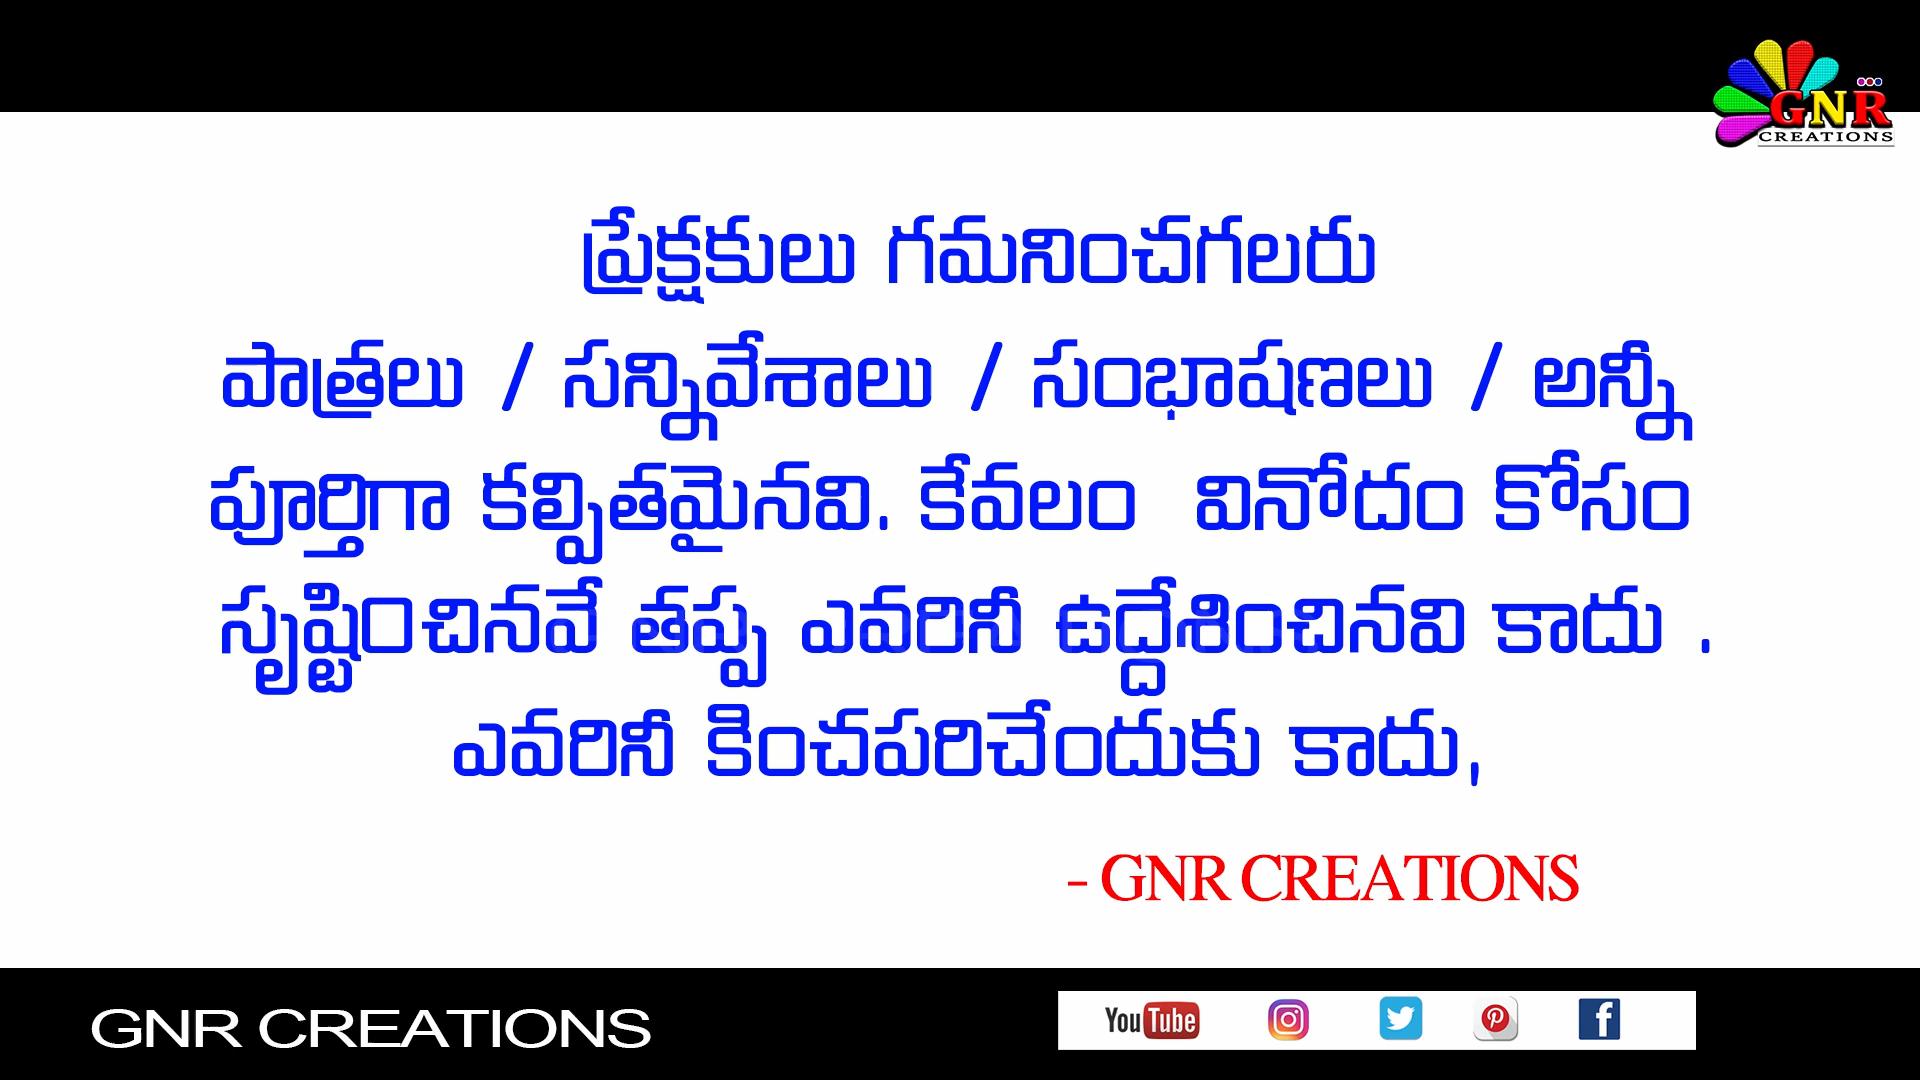 GNR
CREATIONS
ప్రేక్షకులు గమనించగలరు
పాత్రలు / సన్నివేశాలు / సంభాషణలు / అన్నీ
పూర్తిగా కల్పితమైనవి. కేవలం వినోదం కోసం
సృష్టించినవే తప్ప ఎవరినీ ఉద్దేశించినవి కాదు .
ఎవరినీ కించపరిచేందుకు కాదు,
- GNR CREATIONS
GNR CREATIONS
YouTube